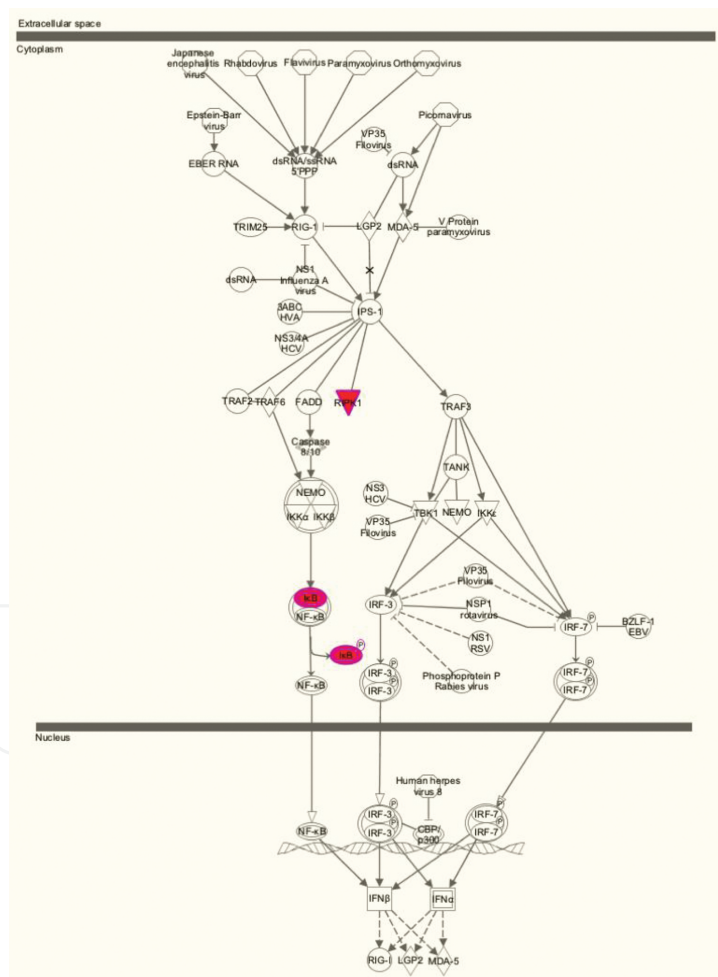 Extracellular space
Cytoplasm
Japanese
encephalitis
virus
Rhabdovirus
Flavivirus
Paramyxovirus
Orthomyxovirus
Epstein-Barr
virus
VP35
Filovirus
Picornavirus
EBER RNA
dsRNA/ssRNA
5'PPP
dsRNA
TRIM25
RIG-1
LGP2
MDA-5
V Protein
paramyxovirus
dsRNA
NS1
Influenza A
virus
3ABC
HVA
IPS-1
NS3/4A
HCV
TRAF2
TRAF6
FADD
RIPK1
TRAF3
Caspase
8/10
TANK
NEMO
IKKα IKKβ
NS3
HCV
TBK1
NEMO
IKKε
VP35
Filovirus
VP35
Filovirus
IκB
NF-κB
IRF-3
NSP1
rotavirus
P
IRF-7
BZLF-1
EBV
NS1
RSV
P
IκB
NF-κB
P
IRF-3
P
IRF-3
Phosphoprotein P
Rabies virus
P
IRF-7
P
IRF-7
Nucleus
Human herpes
virus 8
NF-κB
P
IRF-3
P
IRF-3
CBP/
p300
P
IRF-7
P
IRF-7
IFNβ
IFNα
RIG-I
LGP2
MDA-5